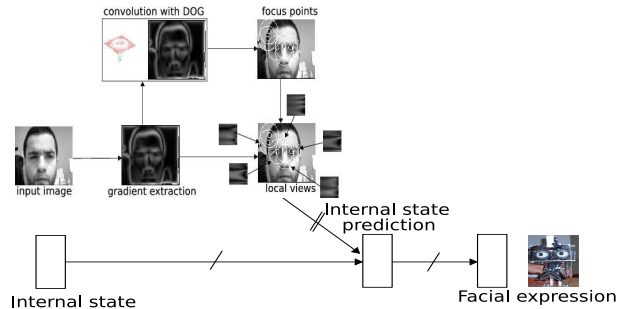 convolution with DOG
focus points
input image
gradient extraction
local views
Internal state
prediction
Internal state
Facial expression